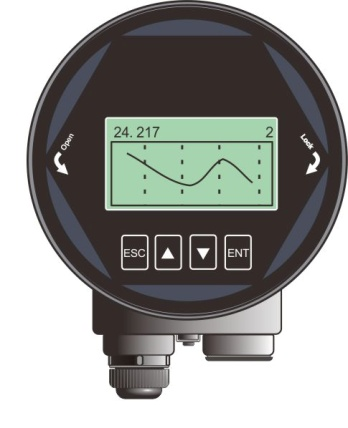 24. 217 2
Open
Lock
ESC ENT